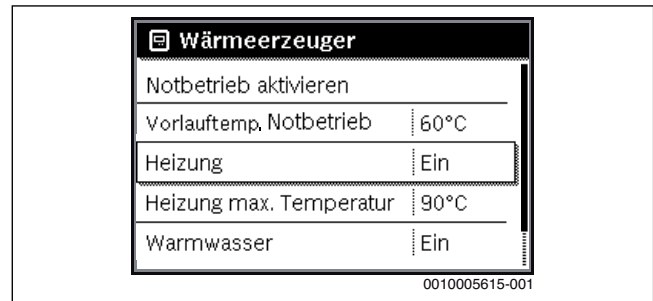 Wärmeerzeuger
Notbetrieb aktivieren
Vorlauftemp. Notbetrieb 60°C
Heizung Ein
Heizung max. Temperatur 90°C
Warmwasser Ein
0010005615-001